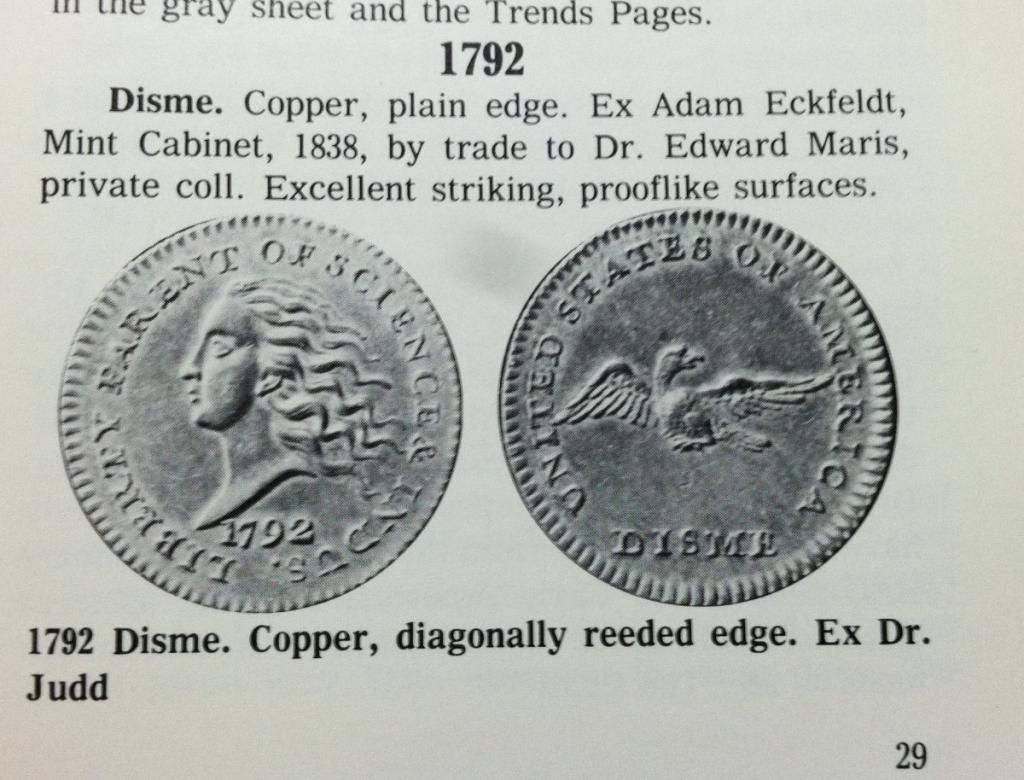 in the gray sheet and the Trends Pages.
1792
Disme. Copper, plain edge. Ex Adam Eckfeldt,
Mint Cabinet, 1838, by trade to Dr. Edward Maris,
private coll. Excellent striking, prooflike surfaces.
LIBERTY PARENT OF SCIENCE & INDUS.
1792
UNITED STATES OF AMERICA
DISME
1792 Disme. Copper, diagonally reeded edge. Ex Dr.
Judd
29